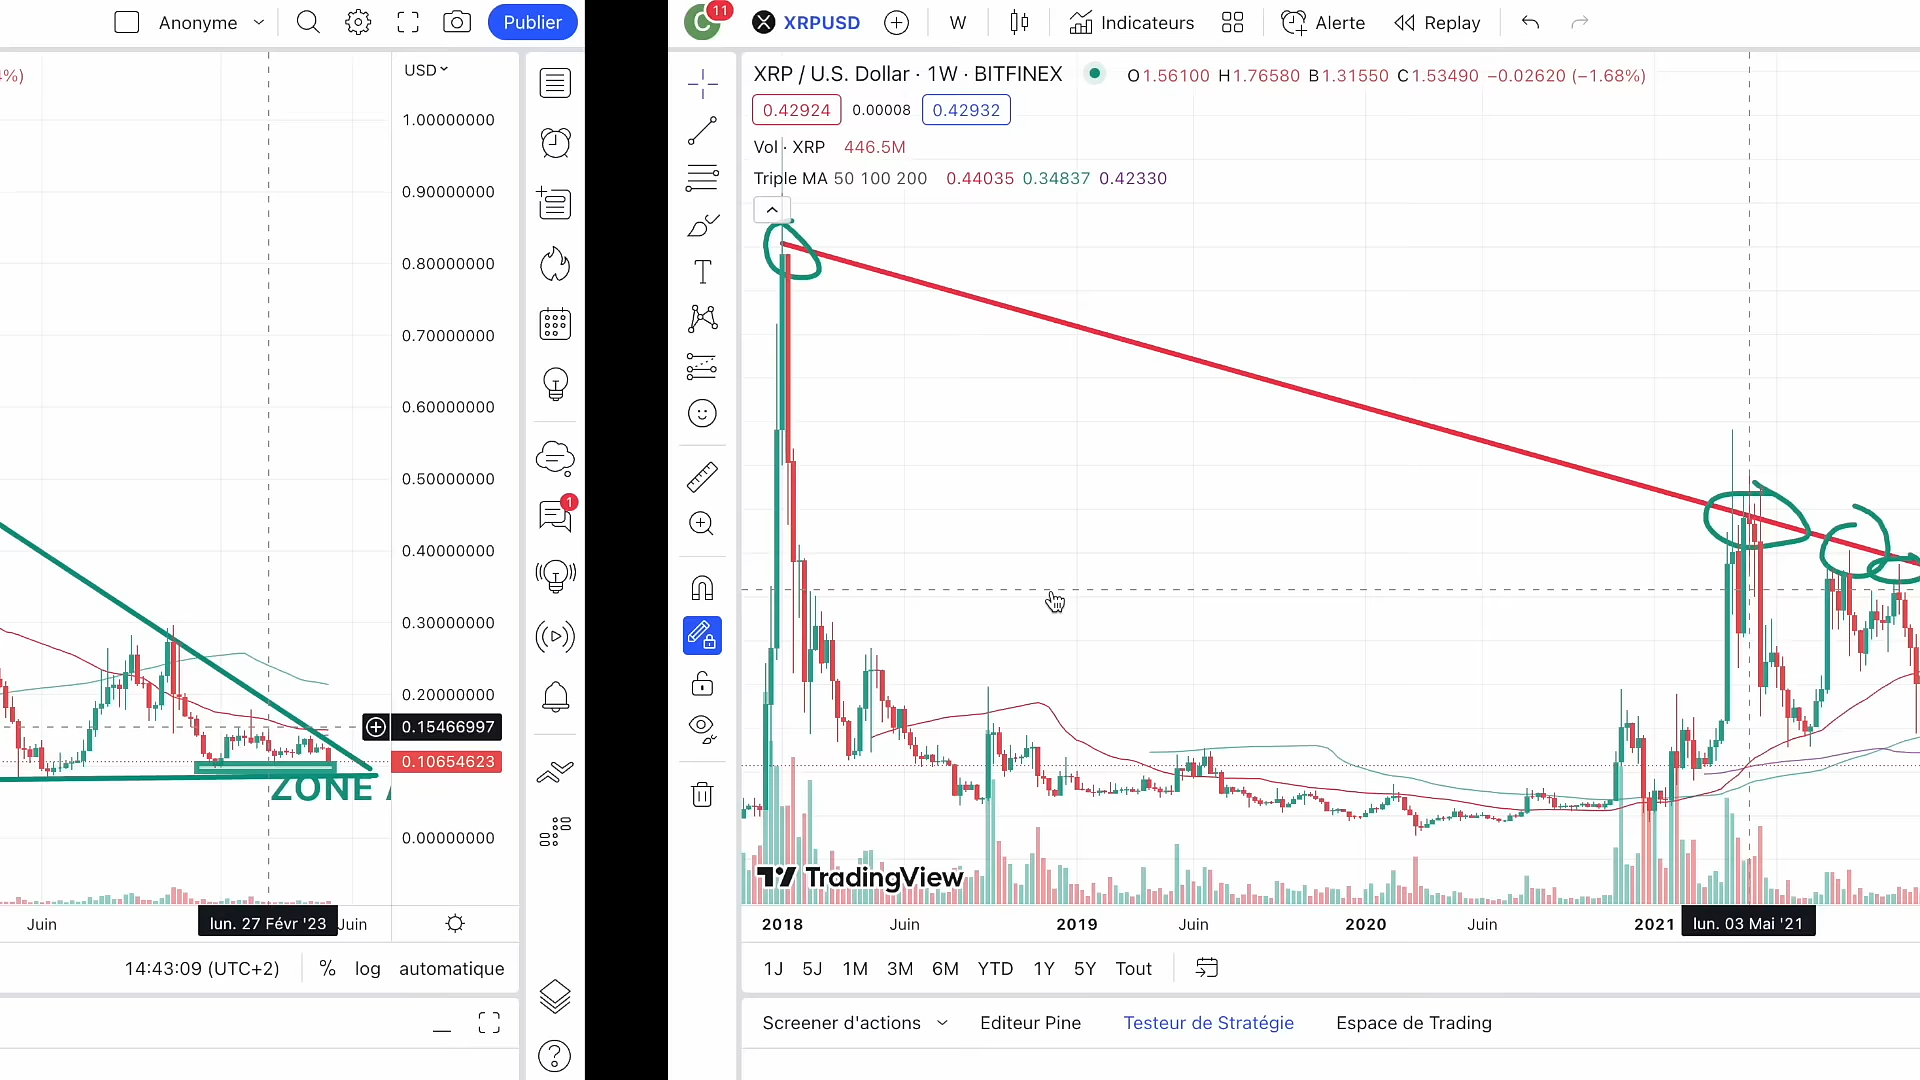 Anonyme
Publier
4%)
USD
1.00000000
0.90000000
0.80000000
0.70000000
0.60000000
0.50000000
0.40000000
0.30000000
0.20000000
0.15466997
0.10654623
ZONE
0.00000000
Juin
lun. 27 Févr '23
Juin
14:43:09 (UTC+2)
% log automatique
1
C 11
XRPUSD
W
Indicateurs
Alerte
Replay
XRP / U.S. Dollar · 1W · BITFINEX
O1.56100 H1.76580 B1.31550 C1.53490 −0.02620 (−1.68%)
0.42924 0.00008 0.42932
Vol · XRP 446.5M
Triple MA 50 100 200 0.44035 0.34837 0.42330
TradingView
2018 Juin 2019 Juin 2020 Juin 2021 lun. 03 Mai '21
1J 5J 1M 3M 6M YTD 1Y 5Y Tout
Screener d'actions Editeur Pine Testeur de Stratégie Espace de Trading